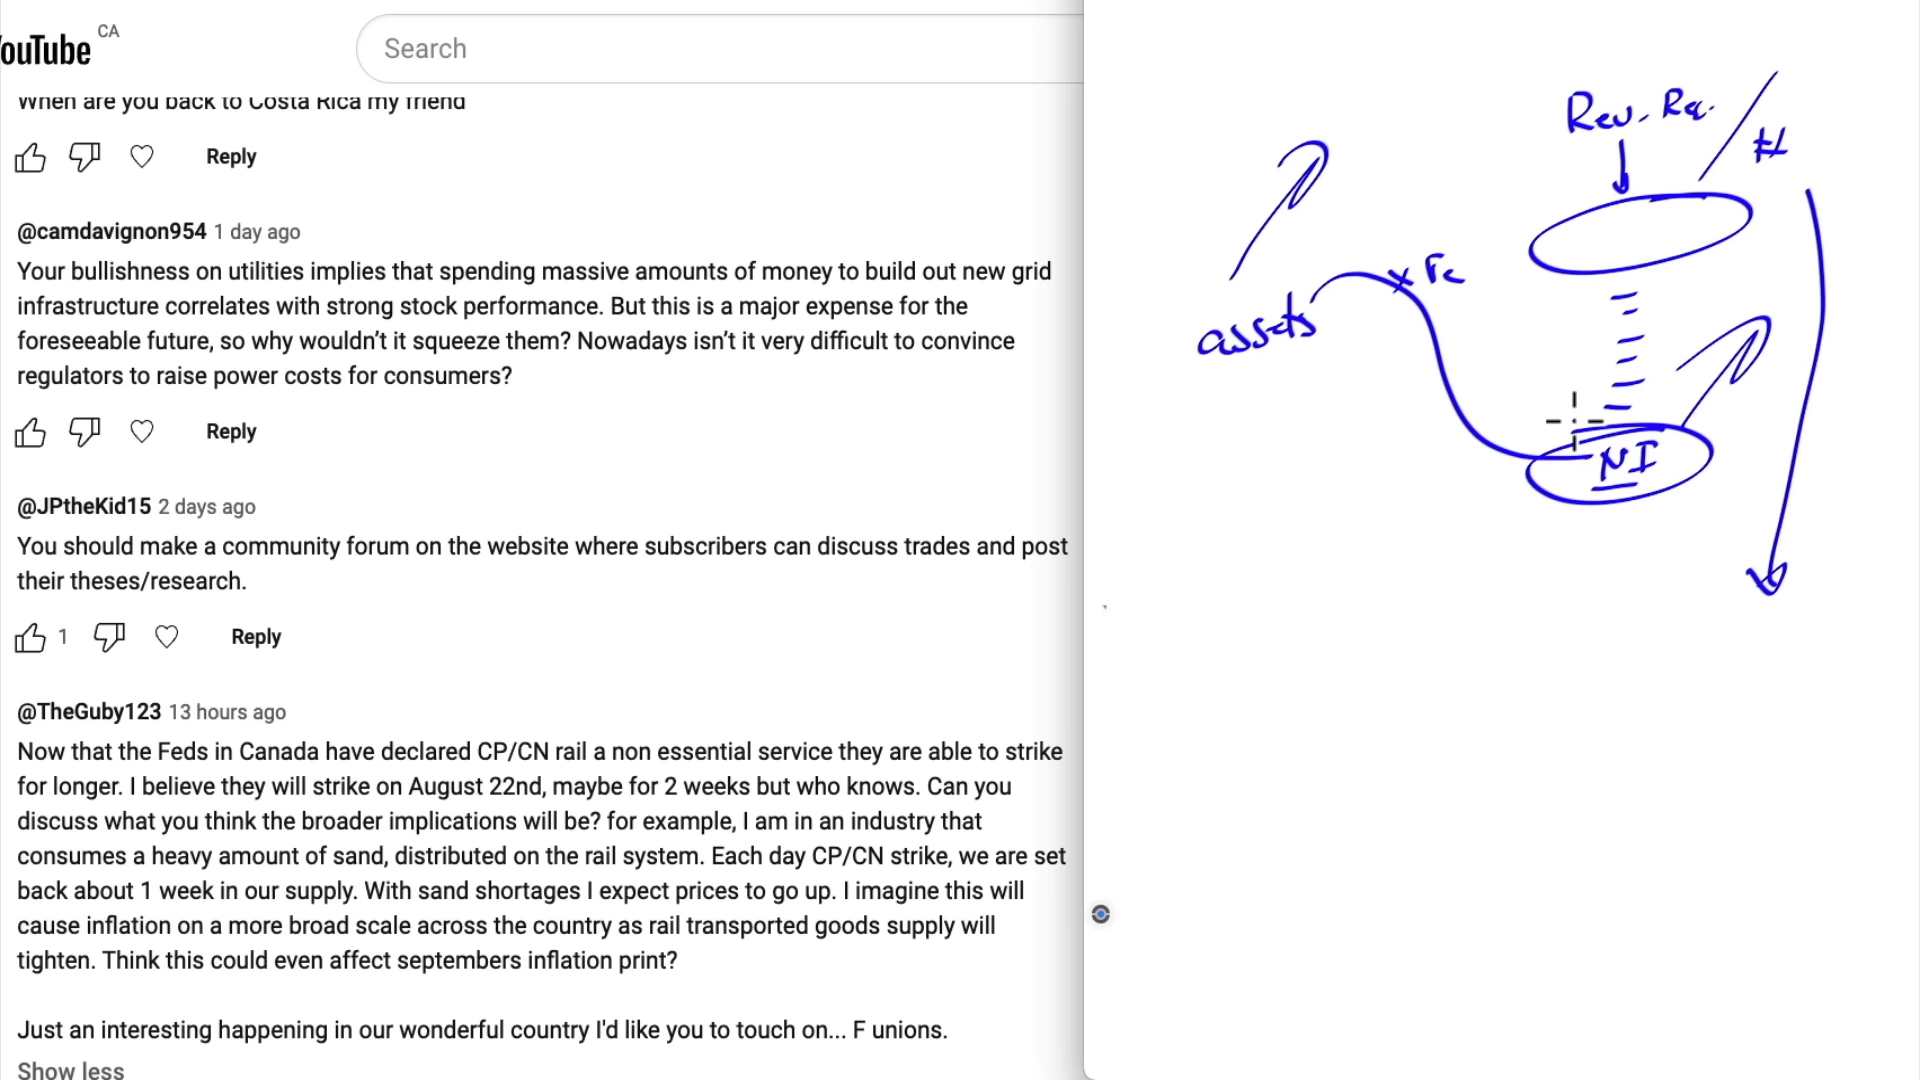 ouTube CA
Search
When are you back to Costa Rica my friend
Reply
@camdavignon954 1 day ago
Your bullishness on utilities implies that spending massive amounts of money to build out new grid
infrastructure correlates with strong stock performance. But this is a major expense for the
foreseeable future, so why wouldn’t it squeeze them? Nowadays isn’t it very difficult to convince
regulators to raise power costs for consumers?
Reply
@JPtheKid15 2 days ago
You should make a community forum on the website where subscribers can discuss trades and post
their theses/research.
1 Reply
@TheGuby123 13 hours ago
Now that the Feds in Canada have declared CP/CN rail a non essential service they are able to strike
for longer. I believe they will strike on August 22nd, maybe for 2 weeks but who knows. Can you
discuss what you think the broader implications will be? for example, I am in an industry that
consumes a heavy amount of sand, distributed on the rail system. Each day CP/CN strike, we are set
back about 1 week in our supply. With sand shortages I expect prices to go up. I imagine this will
cause inflation on a more broad scale across the country as rail transported goods supply will
tighten. Think this could even affect septembers inflation print?
Just an interesting happening in our wonderful country I'd like you to touch on... F unions.
Show less
Rev. Rq. / #
assets
NI